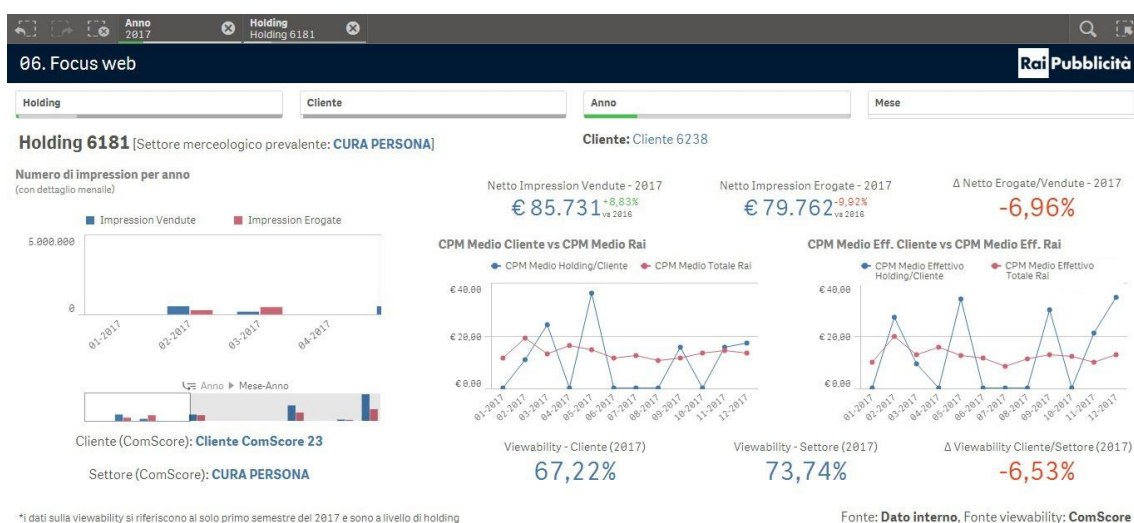 Anno
2017
Holding
Holding 6181
06. Focus web
Rai Pubblicità
Holding
Cliente
Anno
Mese
Holding 6181 [Settore merceologico prevalente: CURA PERSONA]
Cliente: Cliente 6238
Numero di impression per anno
(con dettaglio mensile)
Impression Vendute
Impression Erogate
5.000.000
0
01-2017
02-2017
03-2017
04-2017
Anno ▶ Mese-Anno
Cliente (ComScore): Cliente ComScore 23
Settore (ComScore): CURA PERSONA
Netto Impression Vendute - 2017
€ 85.731 +8,83%
vs 2016
Netto Impression Erogate - 2017
€ 79.762 -9,92%
vs 2016
Δ Netto Erogate/Vendute - 2017
-6,96%
CPM Medio Cliente vs CPM Medio Rai
CPM Medio Holding/Cliente
CPM Medio Totale Rai
€ 40,00
€ 20,00
€ 0,00
01-2017
02-2017
03-2017
04-2017
05-2017
06-2017
07-2017
08-2017
09-2017
10-2017
11-2017
12-2017
CPM Medio Eff. Cliente vs CPM Medio Eff. Rai
CPM Medio Effettivo
Holding/Cliente
CPM Medio Effettivo
Totale Rai
€ 40,00
€ 20,00
€ 0,00
01-2017
02-2017
03-2017
04-2017
05-2017
06-2017
07-2017
08-2017
09-2017
10-2017
11-2017
12-2017
Viewability - Cliente (2017)
67,22%
Viewability - Settore (2017)
73,74%
Δ Viewability Cliente/Settore (2017)
-6,53%
*i dati sulla viewability si riferiscono al solo primo semestre del 2017 e sono a livello di holding
Fonte: Dato interno, Fonte viewability: ComScore